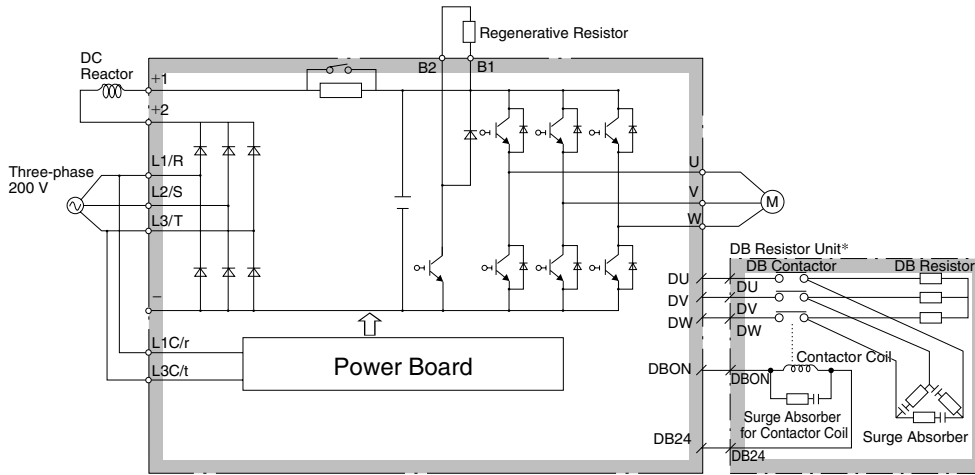 Regenerative Resistor
DC
Reactor
+1
B2
B1
+2
Three-phase
200 V
L1/R
L2/S
L3/T
U
V
W
M
DB Resistor Unit*
DB Contactor
DB Resistor
DU
DU
DV
DV
DW
DW
−
L1C/r
L3C/t
Power Board
Contactor Coil
DBON
DBON
Surge Absorber
for Contactor Coil
Surge Absorber
DB24
DB24